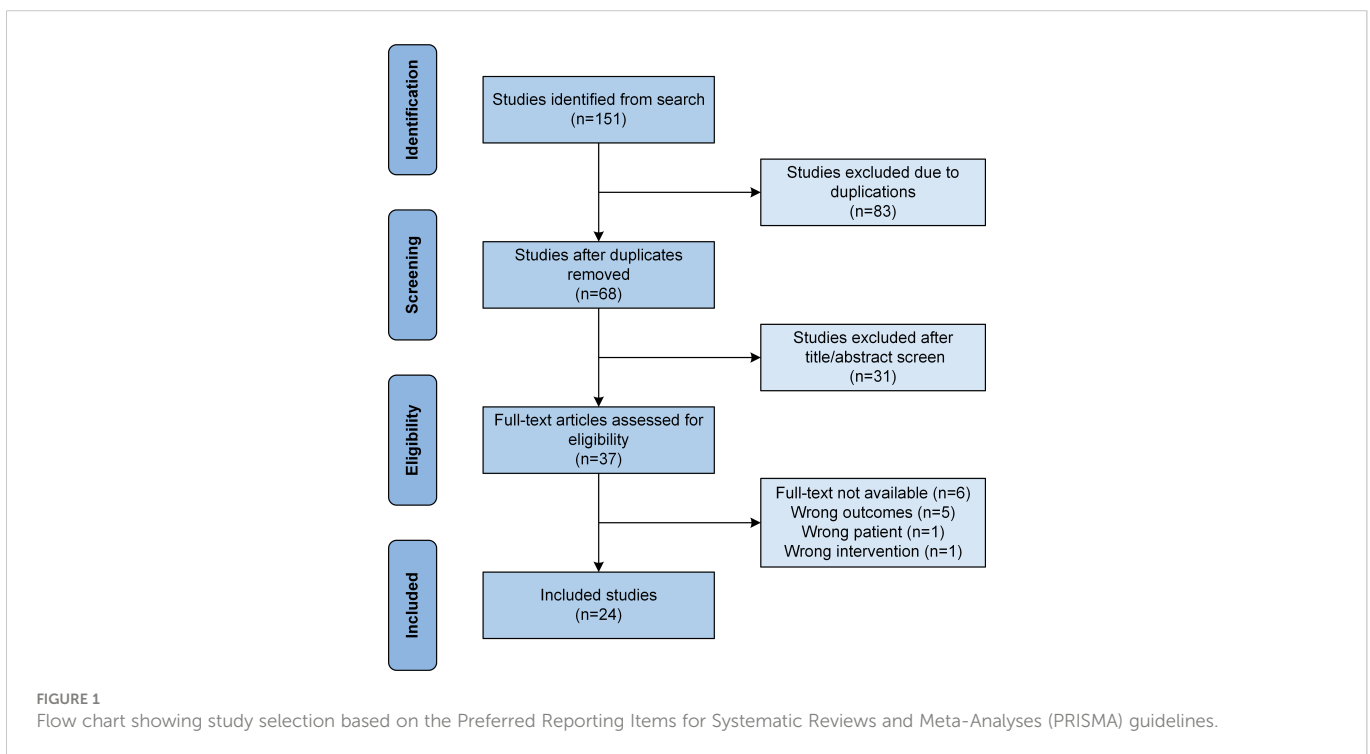 Identification
Studies identified from search
(n=151)
Studies excluded due to
duplications
(n=83)
Screening
Studies after duplicates
removed
(n=68)
Studies excluded after
title/abstract screen
(n=31)
Eligibility
Full-text articles assessed for
eligibility
(n=37)
Full-text not available (n=6)
Wrong outcomes (n=5)
Wrong patient (n=1)
Wrong intervention (n=1)
Included
Included studies
(n=24)
FIGURE 1
Flow chart showing study selection based on the Preferred Reporting Items for Systematic Reviews and Meta-Analyses (PRISMA) guidelines.